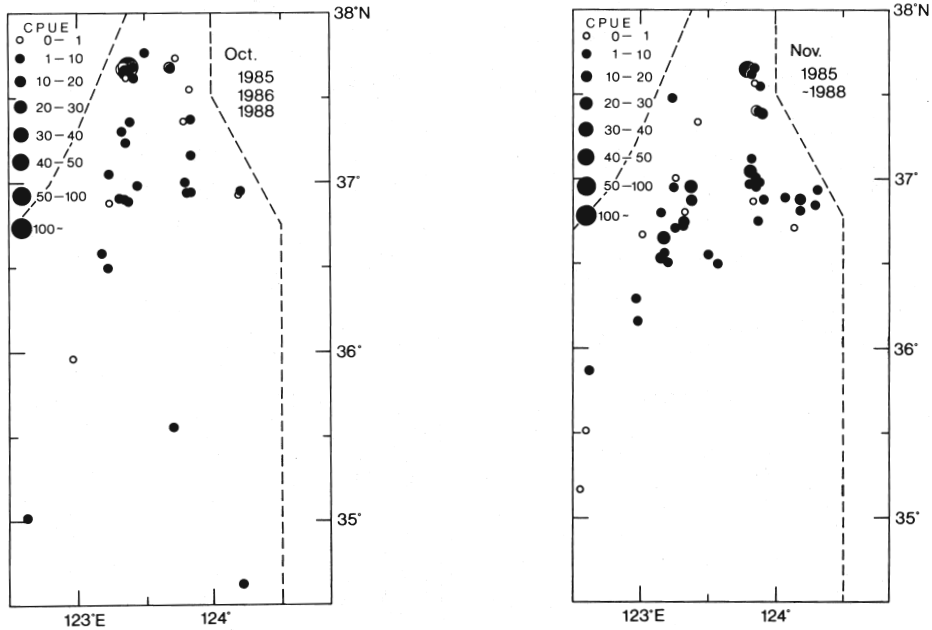 CPUE
0 – 1
1 – 10
10 – 20
20 – 30
30 – 40
40 – 50
50 – 100
100 –
Oct.
1985
1986
1988
38°N
37°
36°
35°
123°E
124°
CPUE
0 – 1
1 – 10
10 – 20
20 – 30
30 – 40
40 – 50
50 – 100
100 –
Nov.
1985
~1988
38°N
37°
36°
35°
123°E
124°